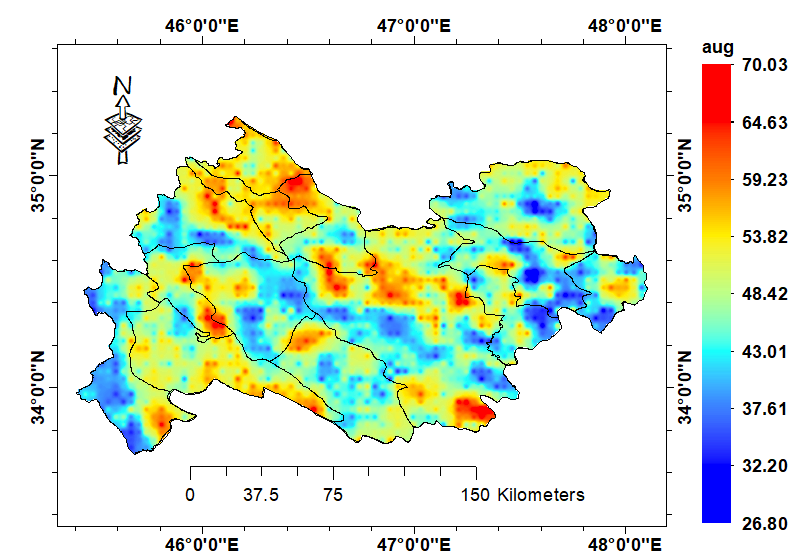 46°0'0"E 47°0'0"E 48°0'0"E
aug
70.03
64.63
59.23
53.82
48.42
43.01
37.61
32.20
26.80
N
35°0'0"N 35°0'0"N
34°0'0"N 34°0'0"N
0 37.5 75 150 Kilometers
46°0'0"E 47°0'0"E 48°0'0"E